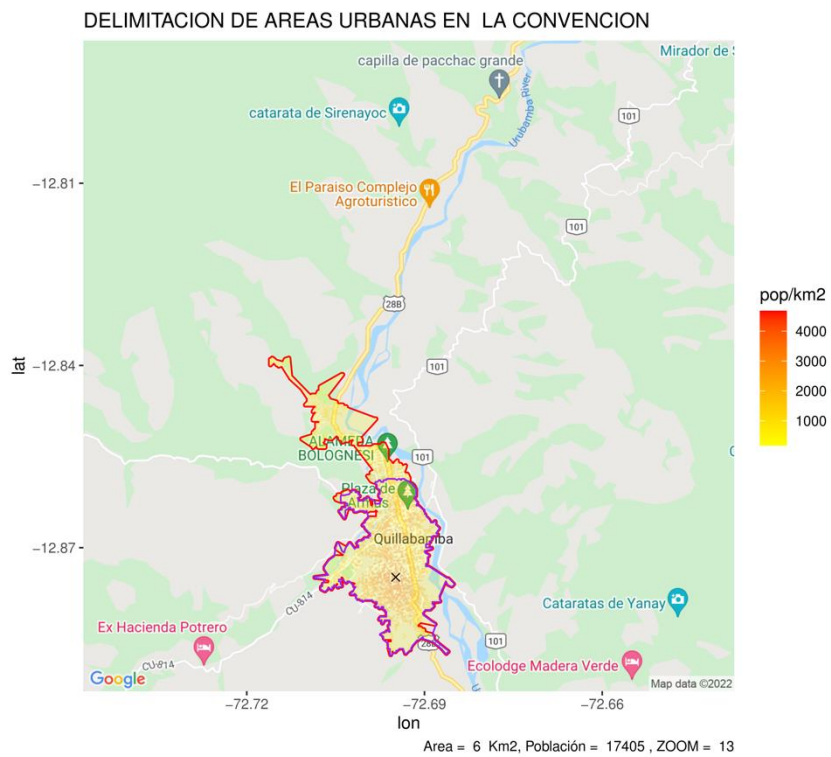 DELIMITACION DE AREAS URBANAS EN  LA CONVENCION
capilla de pacchac grande
Mirador de S
catarata de Sirenayoc
101
Urubamba River
−12.81
El Paraiso Complejo
Agroturistico
101
28B
pop/km2
4000
3000
2000
1000
lat
−12.84
101
ALAMEDA
BOLOGNESI
101
Plaza de
Armas
Quillabamba
−12.87
CU-814
Cataratas de Yanay
Ex Hacienda Potrero
28B
101
CU-814
Ecolodge Madera Verde
Google
Map data ©2022
−72.72
−72.69
−72.66
lon
Area =  6  Km2, Población =  17405 , ZOOM =  13